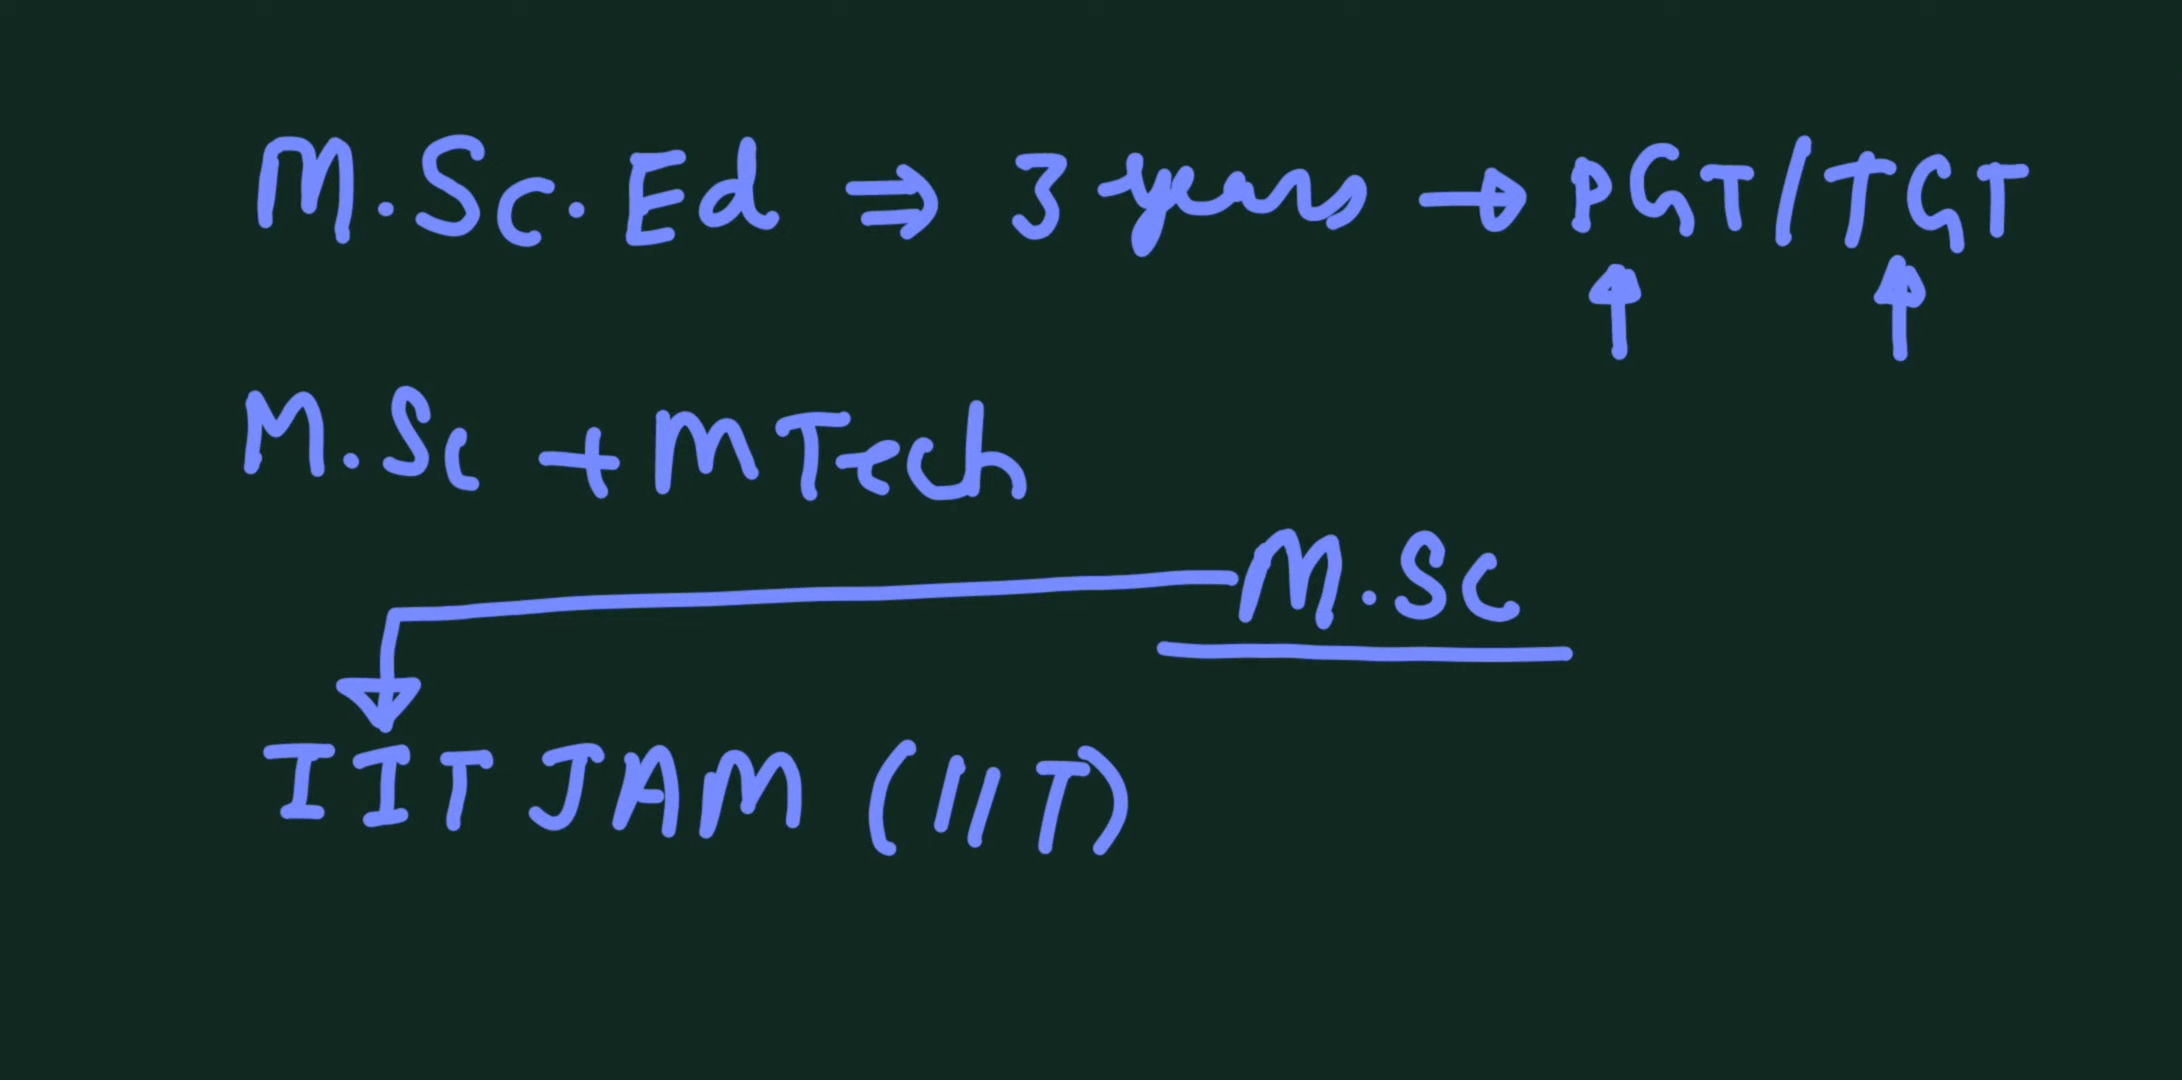 M.Sc.Ed ⇒ 3 years → PGT/TGT
M.Sc + MTech
M.Sc
IIT JAM (IIT)